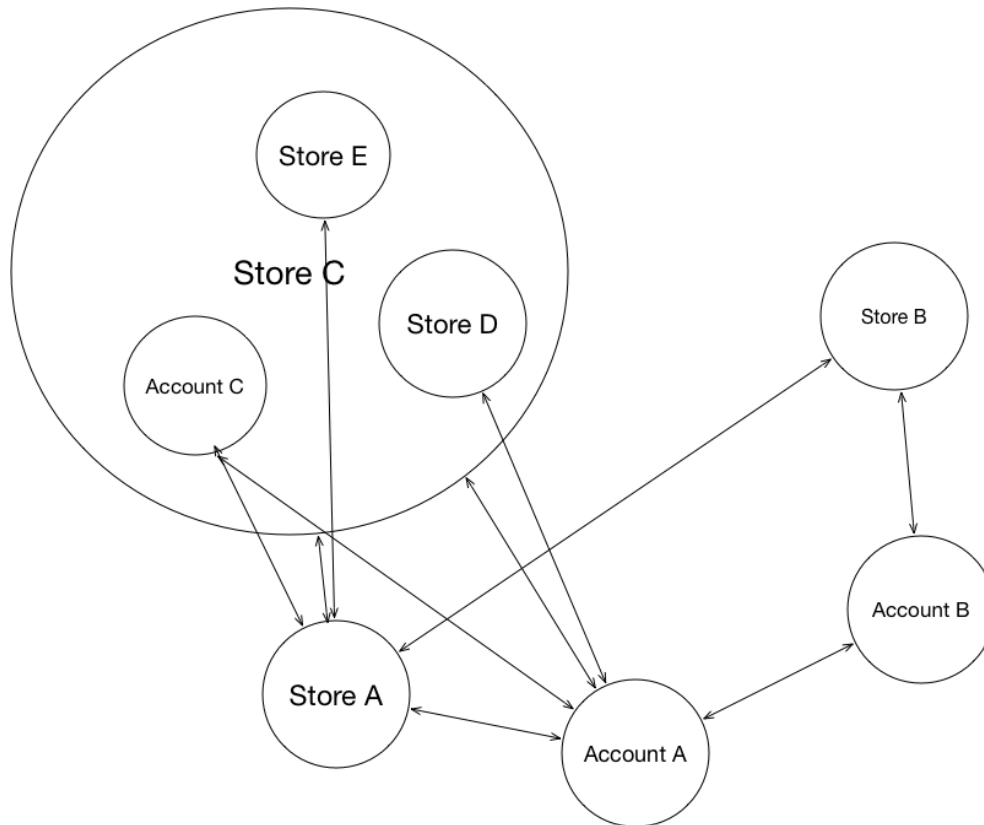 Store E
Store C
Store D
Store B
Account C
Account B
Store A
Account A